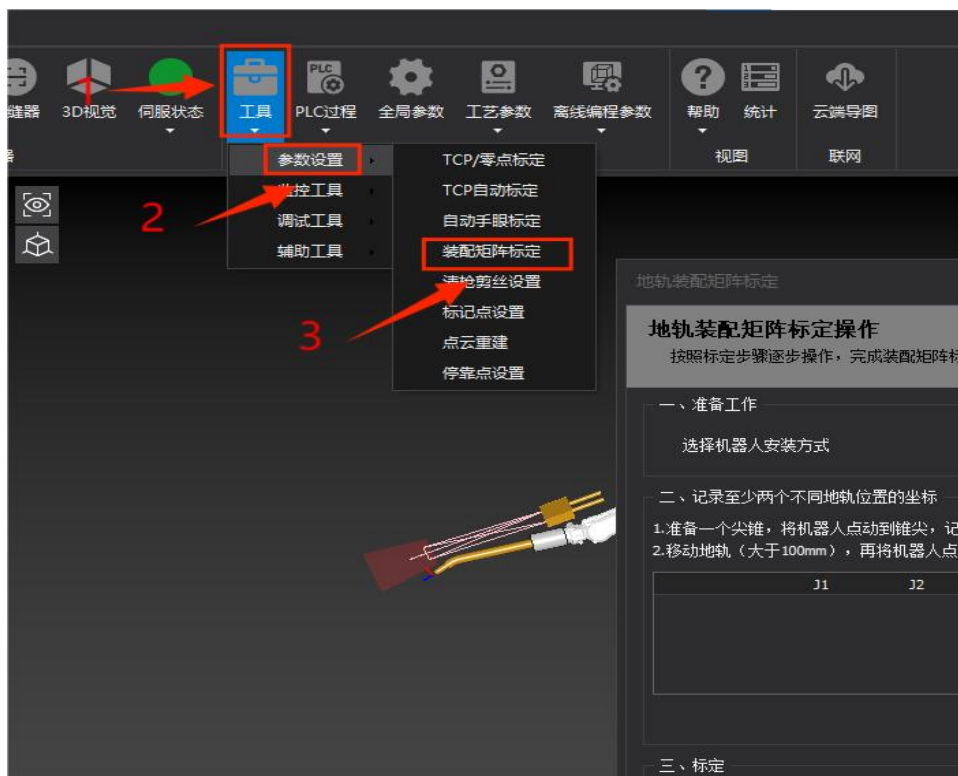 3D视觉
伺服状态
工具
PLC
PLC过程
全局参数
工艺参数
离线编程参数
帮助
统计
云端导图
视图
联网
1
2
3
参数设置
监控工具
调试工具
辅助工具
TCP/零点标定
TCP自动标定
自动手眼标定
装配矩阵标定
清枪剪丝设置
标记点设置
点云重建
停靠点设置
地轨装配矩阵标定
地轨装配矩阵标定操作
按照标定步骤逐步操作，完成装配矩阵标
一、准备工作
选择机器人安装方式
二、记录至少两个不同地轨位置的坐标
1.准备一个尖锥，将机器人点动到锥尖，记
2.移动地轨（大于100mm），再将机器人点
J1 J2
三、标定